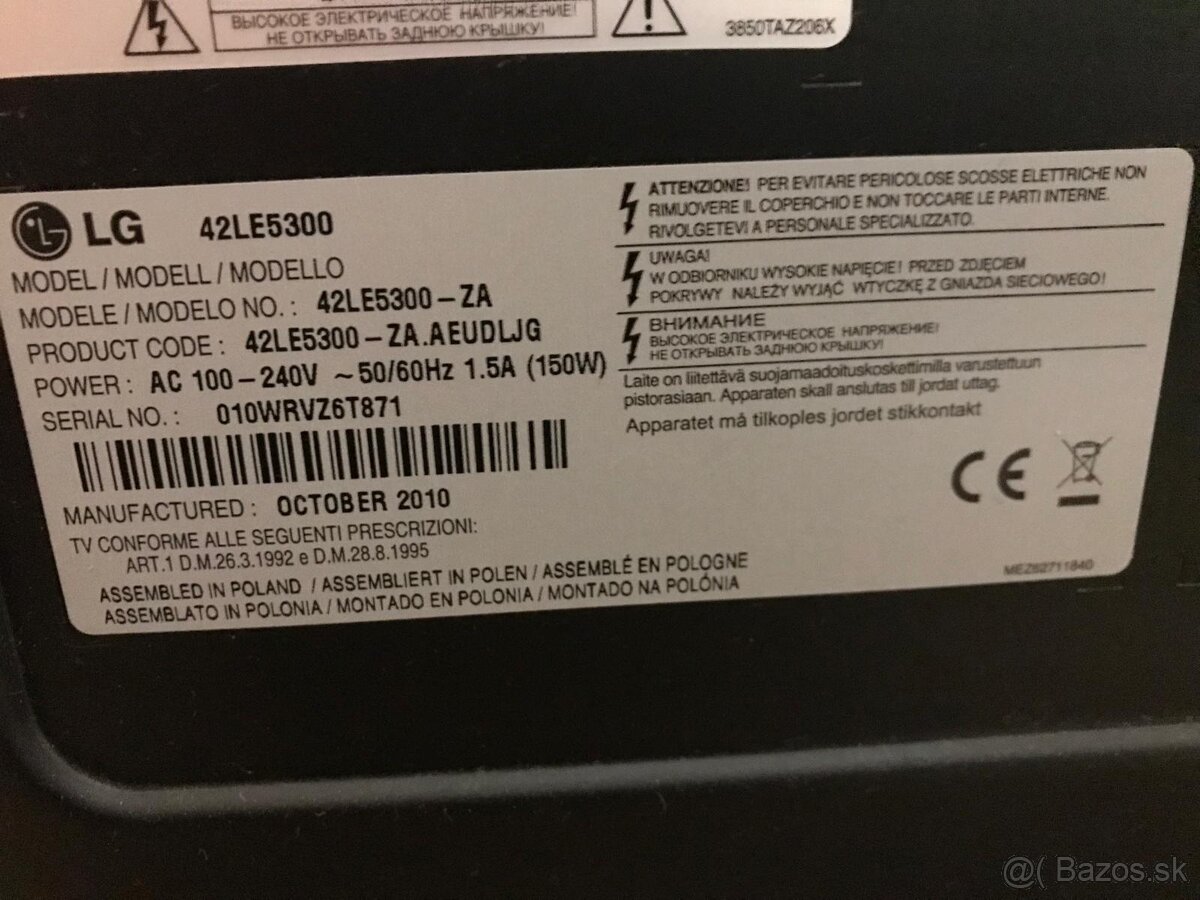 ВЫСОКОЕ ЭЛЕКТРИЧЕСКОЕ НАПРЯЖЕНИЕ!
НЕ ОТКРЫВАТЬ ЗАДНЮЮ КРЫШКУ!
3850TAZ206X
LG 42LE5300
MODEL / MODELL / MODELLO
MODELE / MODELO NO. : 42LE5300-ZA
PRODUCT CODE : 42LE5300-ZA.AEUDLJG
POWER : AC 100-240V ~50/60Hz 1.5A (150W)
SERIAL NO. : 010WRVZ6T871
MANUFACTURED : OCTOBER 2010
TV CONFORME ALLE SEGUENTI PRESCRIZIONI:
ART.1 D.M.26.3.1992 e D.M.28.8.1995
ASSEMBLED IN POLAND / ASSEMBLIERT IN POLEN / ASSEMBLÉ EN POLOGNE
ASSEMBLATO IN POLONIA / MONTADO EN POLONIA / MONTADO NA POLÓNIA
ATTENZIONE! PER EVITARE PERICOLOSE SCOSSE ELETTRICHE NON
RIMUOVERE IL COPERCHIO E NON TOCCARE LE PARTI INTERNE.
RIVOLGETEVI A PERSONALE SPECIALIZZATO.
UWAGA!
W ODBIORNIKU WYSOKIE NAPIĘCIE! PRZED ZDJĘCIEM
POKRYWY NALEŻY WYJĄĆ WTYCZKĘ Z GNIAZDA SIECIOWEGO!
ВНИМАНИЕ
ВЫСОКОЕ ЭЛЕКТРИЧЕСКОЕ НАПРЯЖЕНИЕ!
НЕ ОТКРЫВАТЬ ЗАДНЮЮ КРЫШКУ!
Laite on liitettävä suojamaadoituskoskettimilla varustettuun
pistorasiaan. Apparaten skall anslutas till jordat uttag.
Apparatet må tilkoples jordet stikkontakt
CE
MEZ62711840
@( Bazos.sk